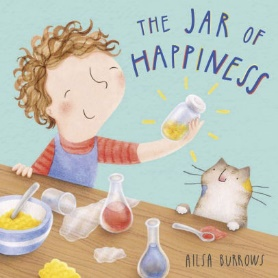 THE JAR OF
HAPPINESS
AILSA BURROWS